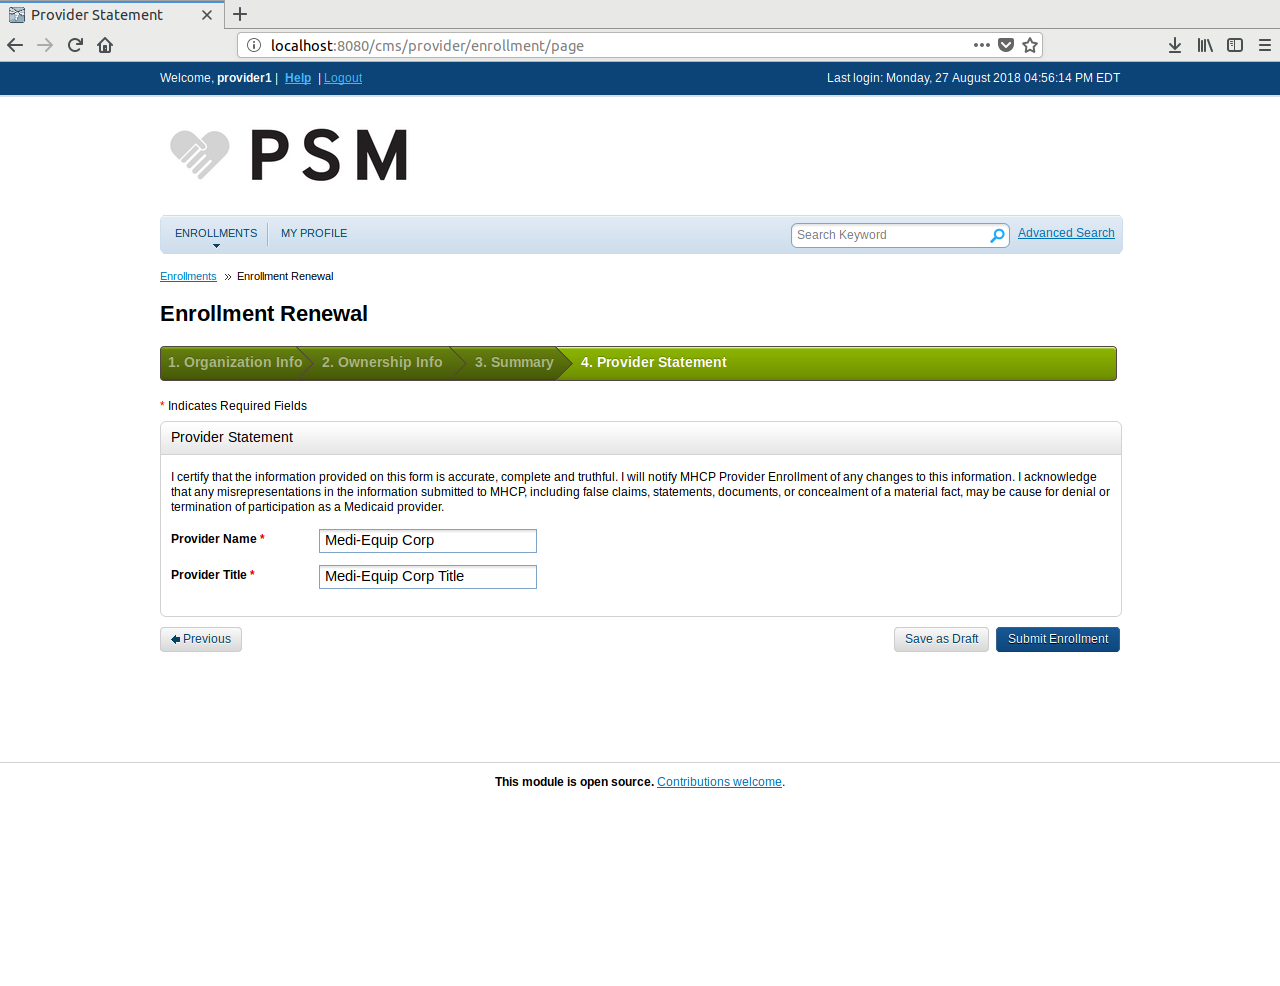 Provider Statement
localhost:8080/cms/provider/enrollment/page
Welcome, provider1 | Help | Logout
Last login: Monday, 27 August 2018 04:56:14 PM EDT
PSM
ENROLLMENTS
MY PROFILE
Search Keyword
Advanced Search
Enrollments » Enrollment Renewal
Enrollment Renewal
1. Organization Info
2. Ownership Info
3. Summary
4. Provider Statement
* Indicates Required Fields
Provider Statement
I certify that the information provided on this form is accurate, complete and truthful. I will notify MHCP Provider Enrollment of any changes to this information. I acknowledge
that any misrepresentations in the information submitted to MHCP, including false claims, statements, documents, or concealment of a material fact, may be cause for denial or
termination of participation as a Medicaid provider.
Provider Name *
Medi-Equip Corp
Provider Title *
Medi-Equip Corp Title
Previous
Save as Draft
Submit Enrollment
This module is open source. Contributions welcome.